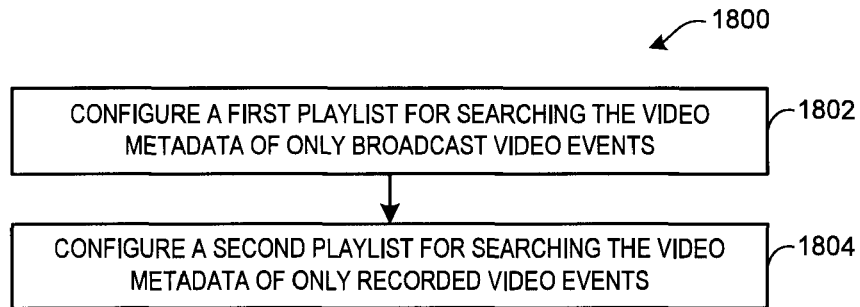 1800
CONFIGURE A FIRST PLAYLIST FOR SEARCHING THE VIDEO
METADATA OF ONLY BROADCAST VIDEO EVENTS
1802
CONFIGURE A SECOND PLAYLIST FOR SEARCHING THE VIDEO
METADATA OF ONLY RECORDED VIDEO EVENTS
1804